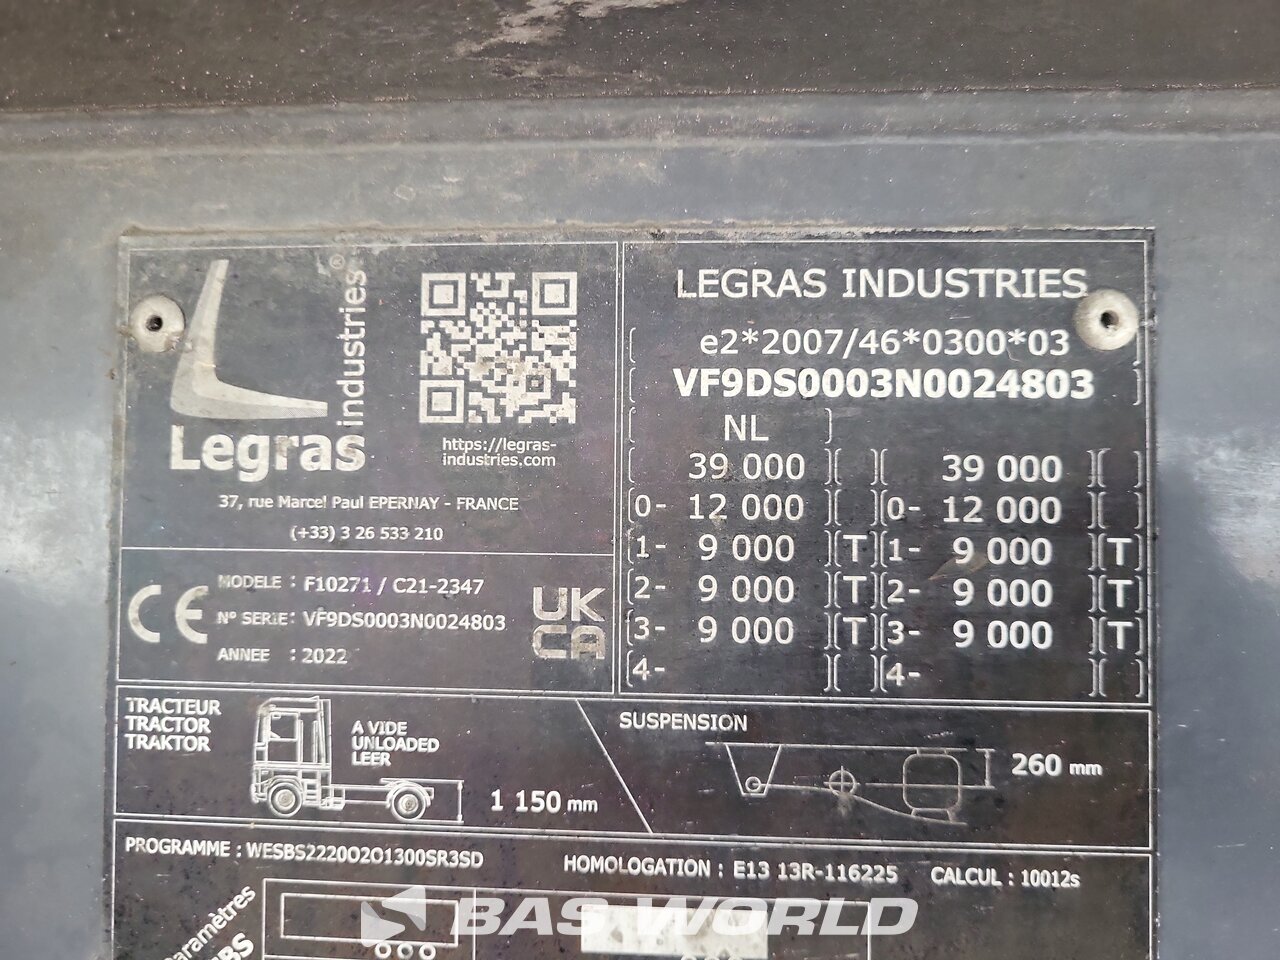 Legras
industries®
https://legras-
industries.com
37, rue Marcel Paul EPERNAY - FRANCE
(+33) 3 26 533 210
MODELE : F10271 / C21-2347
Nº SERIE: VF9DS0003N0024803
ANNEE : 2022
CE
UK
CA
LEGRAS INDUSTRIES
e2*2007/46*0300*03
VF9DS0003N0024803
NL
39 000 39 000
0- 12 000 0- 12 000
1- 9 000 T 1- 9 000 T
2- 9 000 T 2- 9 000 T
3- 9 000 T 3- 9 000 T
4- 4-
TRACTEUR
TRACTOR
TRAKTOR
A VIDE
UNLOADED
LEER
1 150 mm
SUSPENSION
260 mm
PROGRAMME : WESBS2220O2O1300SR3SD
HOMOLOGATION : E13 13R-116225
CALCUL : 10012s
Paramètres
BAS WORLD